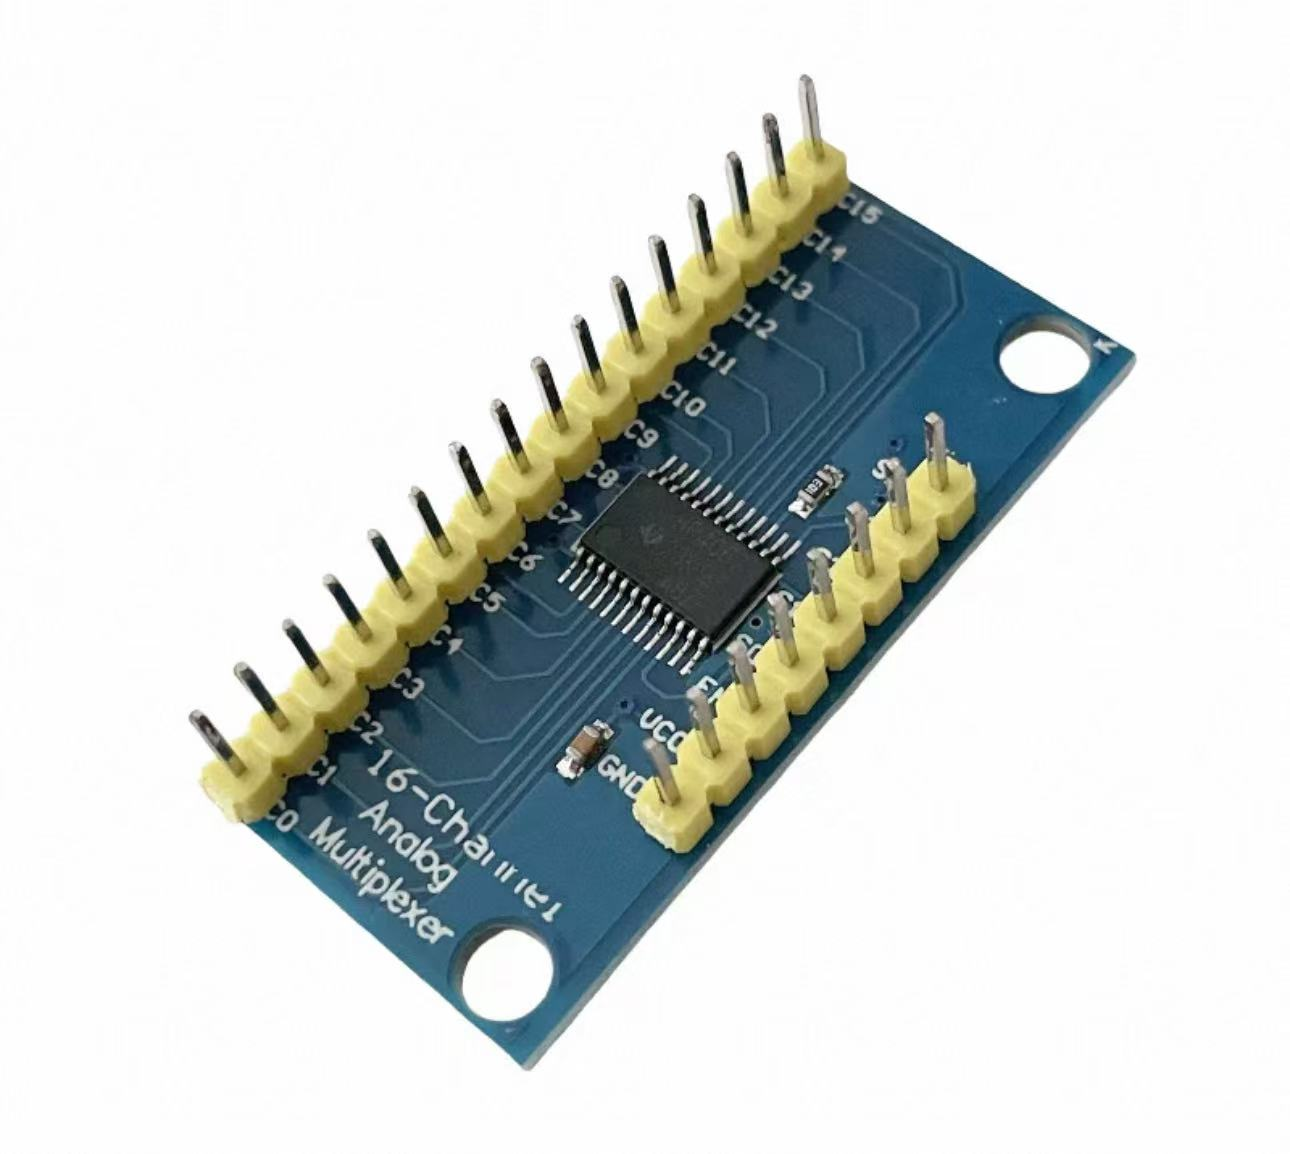 C15
C14
C13
C12
C11
C10
C9
C8
C7
C6
C5
C4
C3
C2
C1
C0
16-Channel
Analog
Multiplexer
103
VCC
GND